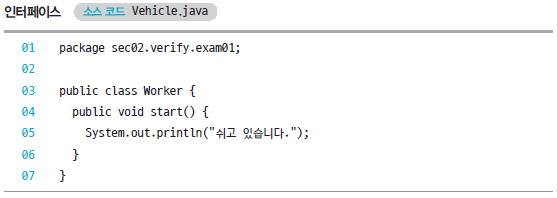 인터페이스 소스 코드 Vehicle.java
01 package sec02.verify.exam01;
02
03 public class Worker {
04 public void start() {
05 System.out.println("쉬고 있습니다.");
06 }
07 }